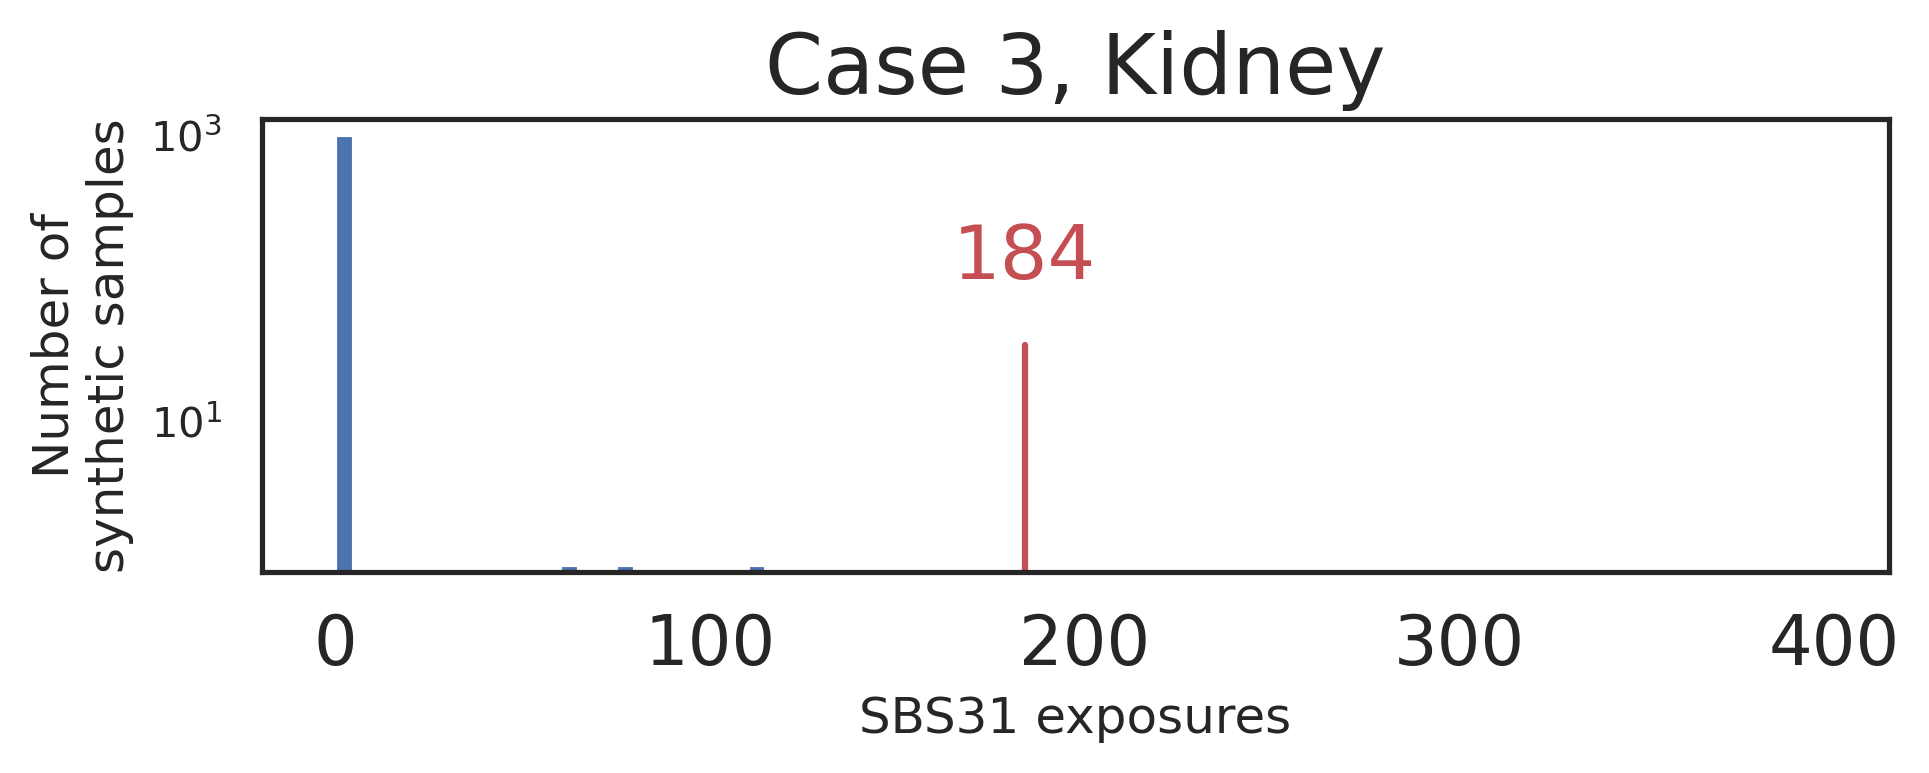 Case 3, Kidney
Number of
synthetic samples
10³
10¹
184
0 100 200 300 400
SBS31 exposures